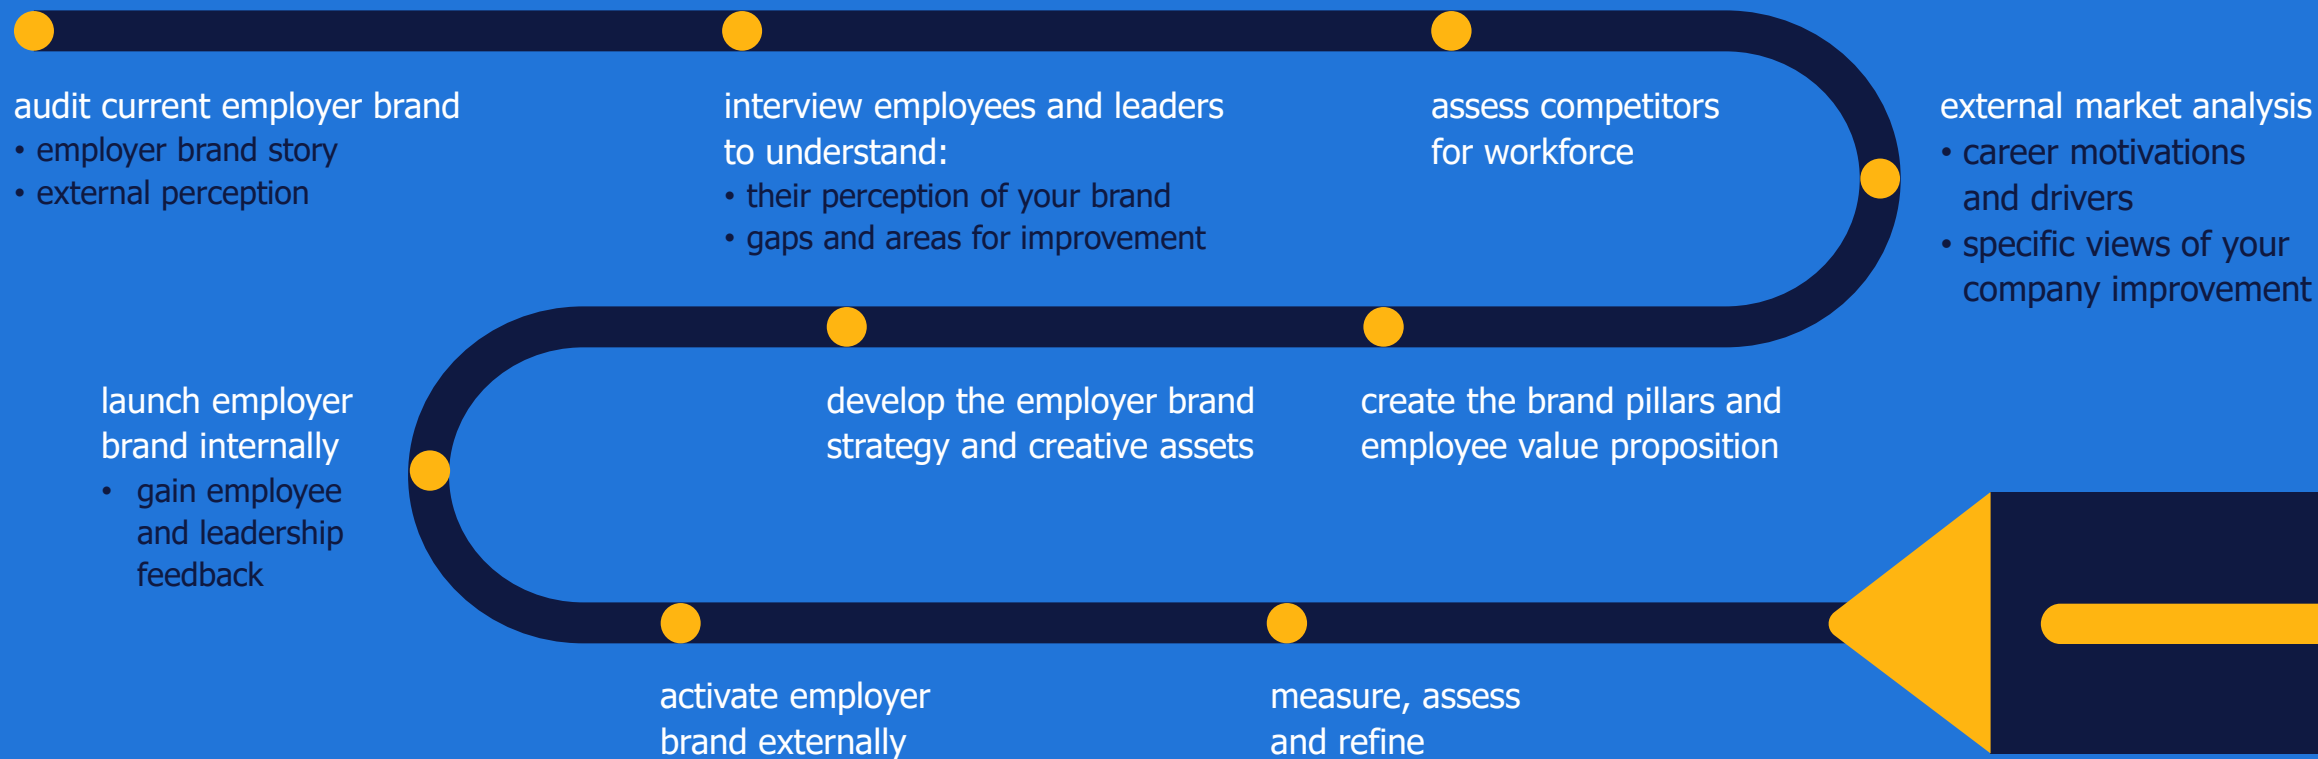 audit current employer brand
• employer brand story
• external perception
interview employees and leaders
to understand:
• their perception of your brand
• gaps and areas for improvement
assess competitors
for workforce
external market analysis
• career motivations
and drivers
• specific views of your
company improvement
create the brand pillars and
employee value proposition
develop the employer brand
strategy and creative assets
launch employer
brand internally
• gain employee
and leadership
feedback
activate employer
brand externally
measure, assess
and refine